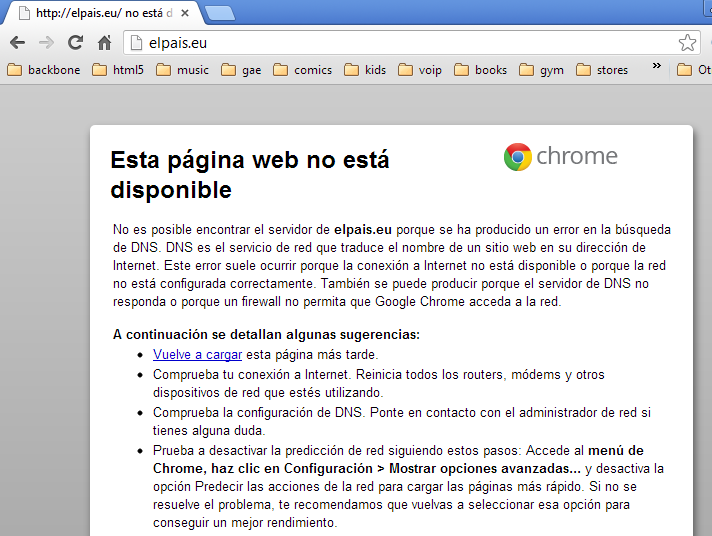 http://elpais.eu/ no está d
elpais.eu
backbone html5 music gae comics kids voip books gym stores » Ot
Esta página web no está
disponible
chrome
No es posible encontrar el servidor de elpais.eu porque se ha producido un error en la búsqueda
de DNS. DNS es el servicio de red que traduce el nombre de un sitio web en su dirección de
Internet. Este error suele ocurrir porque la conexión a Internet no está disponible o porque la red
no está configurada correctamente. También se puede producir porque el servidor de DNS no
responda o porque un firewall no permita que Google Chrome acceda a la red.
A continuación se detallan algunas sugerencias:
• Vuelve a cargar esta página más tarde.
• Comprueba tu conexión a Internet. Reinicia todos los routers, módems y otros
dispositivos de red que estés utilizando.
• Comprueba la configuración de DNS. Ponte en contacto con el administrador de red si
tienes alguna duda.
• Prueba a desactivar la predicción de red siguiendo estos pasos: Accede al menú de
Chrome, haz clic en Configuración > Mostrar opciones avanzadas... y desactiva la
opción Predecir las acciones de la red para cargar las páginas más rápido. Si no se
resuelve el problema, te recomendamos que vuelvas a seleccionar esa opción para
conseguir un mejor rendimiento.